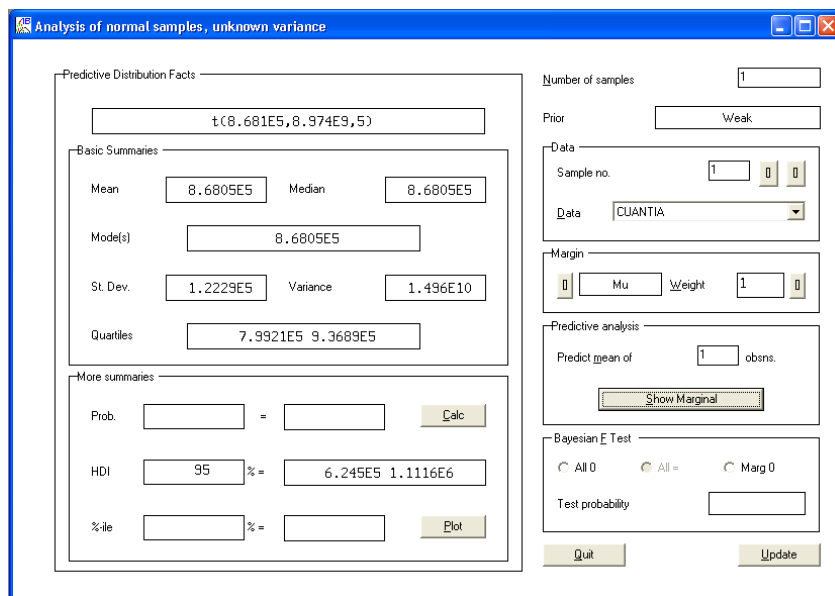 Analysis of normal samples, unknown variance
Predictive Distribution Facts
t(8.681E5,8.974E9,5)
Basic Summaries
Mean 8.6805E5 Median 8.6805E5
Mode(s) 8.6805E5
St. Dev. 1.2229E5 Variance 1.496E10
Quartiles 7.9921E5 9.3689E5
More summaries
Prob. = Calc
HDI 95 % = 6.245E5 1.1116E6
%-ile % = Plot
Number of samples 1
Prior Weak
Data
Sample no. 1
Data CUANTIA
Margin
Mu Weight 1
Predictive analysis
Predict mean of 1 obsns.
Show Marginal
Bayesian F Test
All 0 All = Marg 0
Test probability
Quit Update